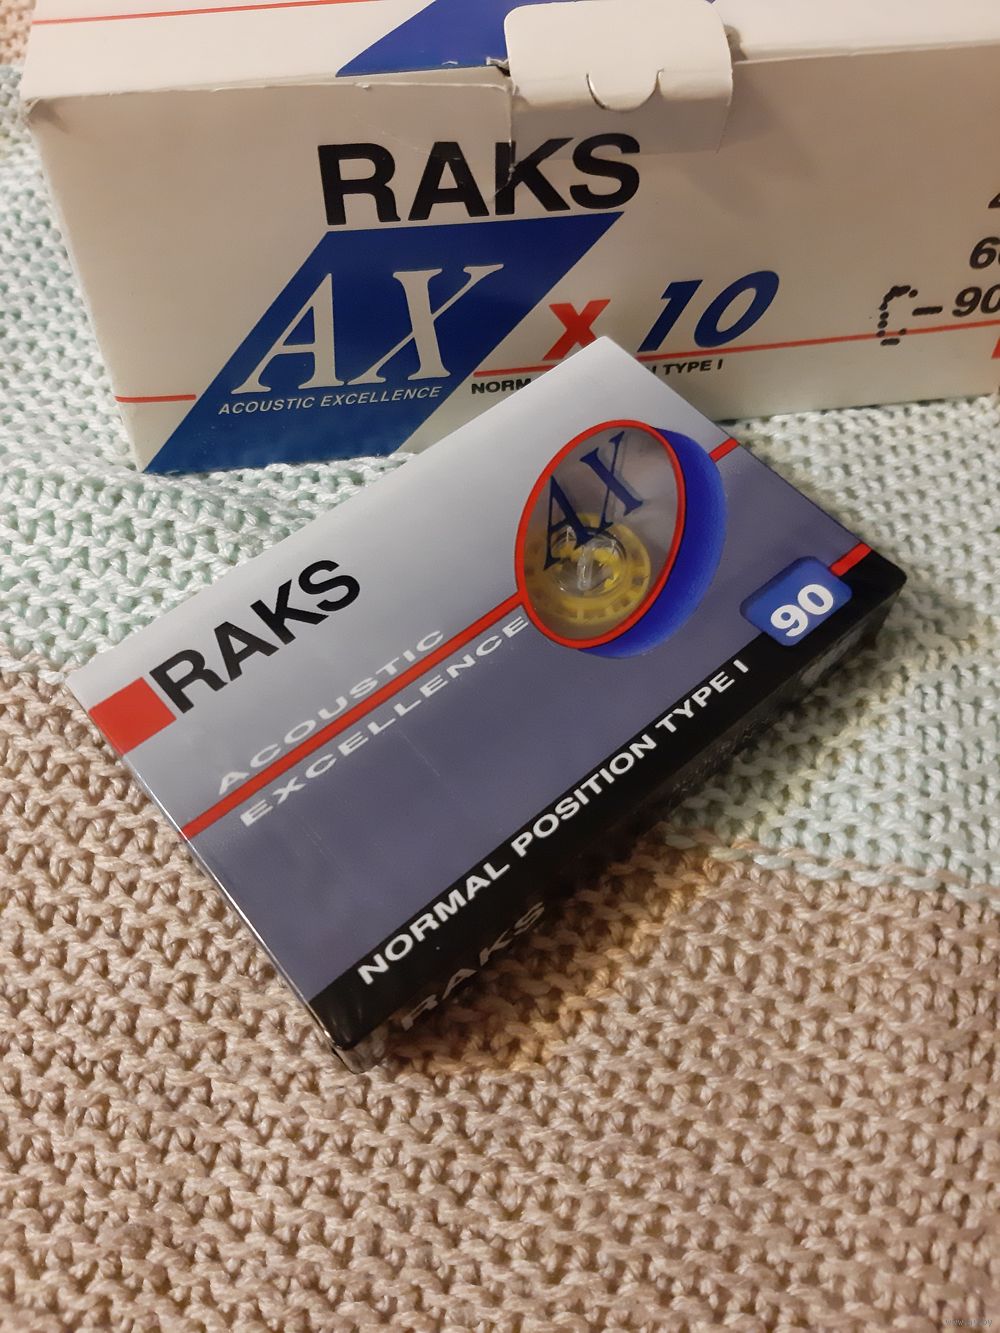 RAKS
AX
x 10
ACOUSTIC EXCELLENCE
TYPE I
- 90
AX
RAKS
ACOUSTIC
EXCELLENCE
90
NORMAL POSITION TYPE I
RAKS